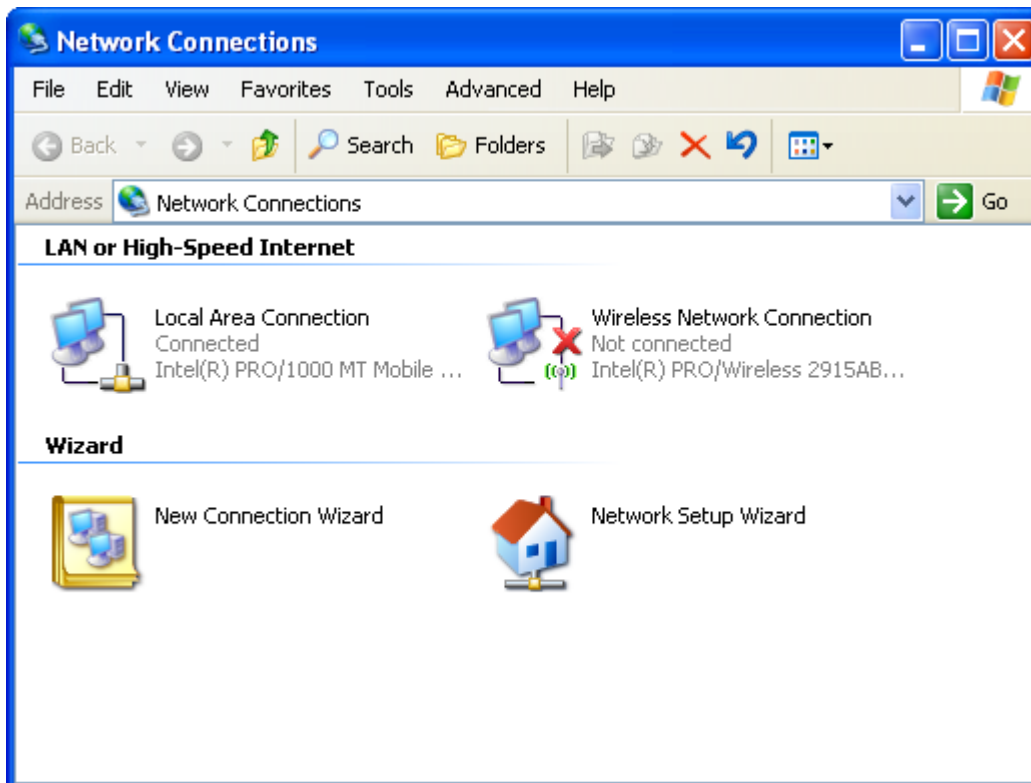 Network Connections
File Edit View Favorites Tools Advanced Help
Back Search Folders
Address Network Connections Go
LAN or High-Speed Internet
Local Area Connection
Connected
Intel(R) PRO/1000 MT Mobile ...
Wireless Network Connection
Not connected
Intel(R) PRO/Wireless 2915AB...
Wizard
New Connection Wizard
Network Setup Wizard